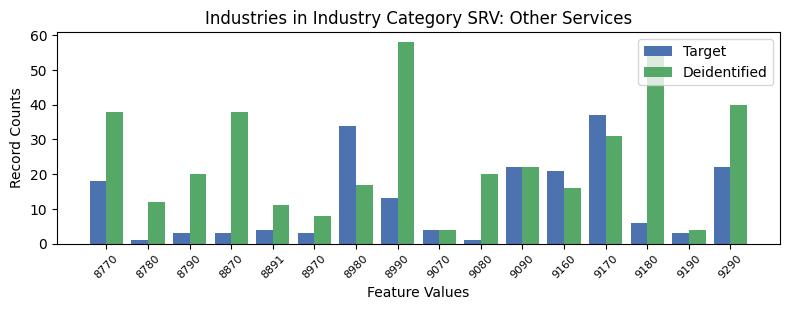 Industries in Industry Category SRV: Other Services
Target
Deidentified
Record Counts
60
50
40
30
20
10
0
8770 8780 8790 8870 8891 8970 8980 8990 9070 9080 9090 9160 9170 9180 9190 9290
Feature Values